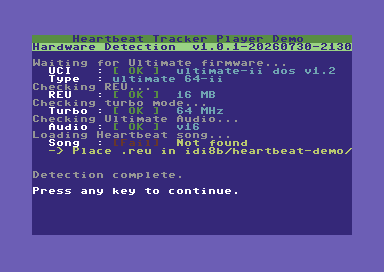 Heartbeat Tracker Player Demo
Hardware Detection  v1.0.1-20260730-2130
Waiting for Ultimate firmware...
UCI    : [ OK ]  ultimate-ii dos v1.2
Type   : ultimate 64-ii
Checking REU...
REU    : [ OK ]  16 MB
Checking turbo mode...
Turbo  : [ OK ]  64 MHz
Checking Ultimate Audio...
Audio  : [ OK ]  v16
Loading Heartbeat song...
Song   : [Fail]  Not found
-> Place .reu in idi8b/heartbeat-demo/
Detection complete.
Press any key to continue.